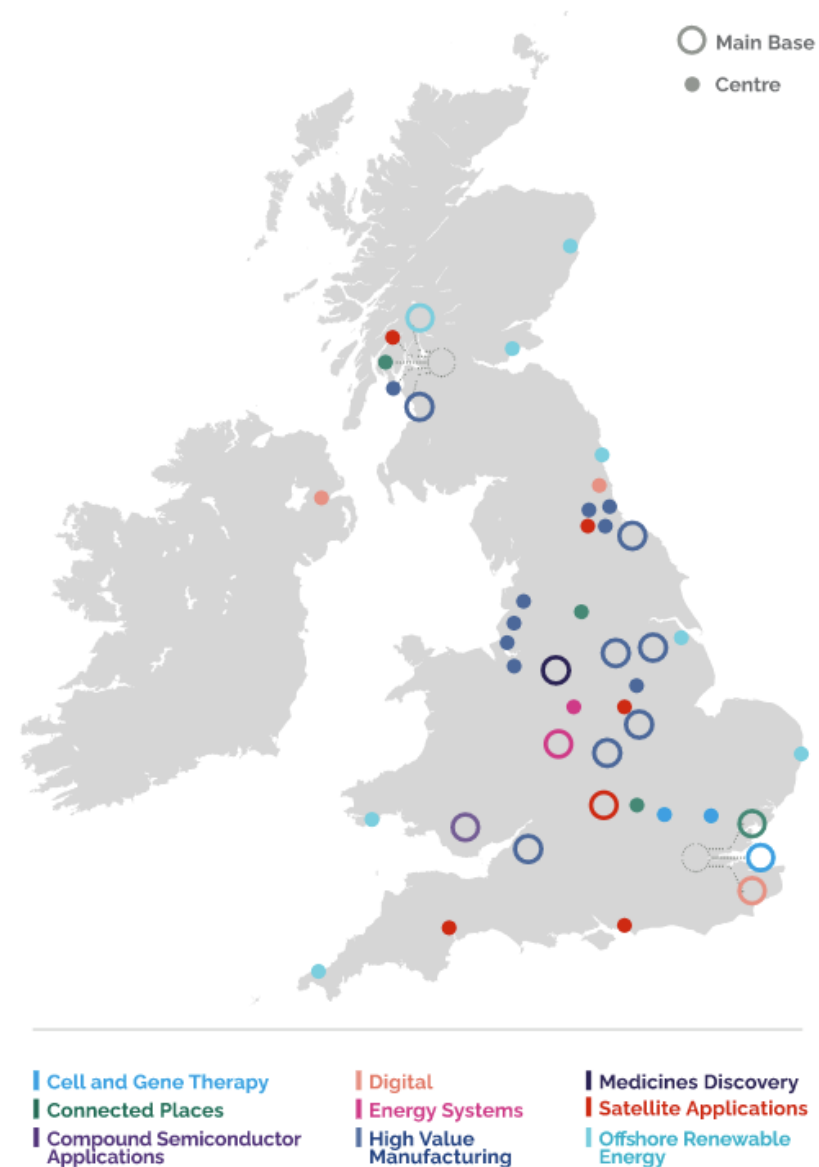 Main Base
Centre
Cell and Gene Therapy
Connected Places
Compound Semiconductor
Applications
Digital
Energy Systems
High Value
Manufacturing
Medicines Discovery
Satellite Applications
Offshore Renewable
Energy